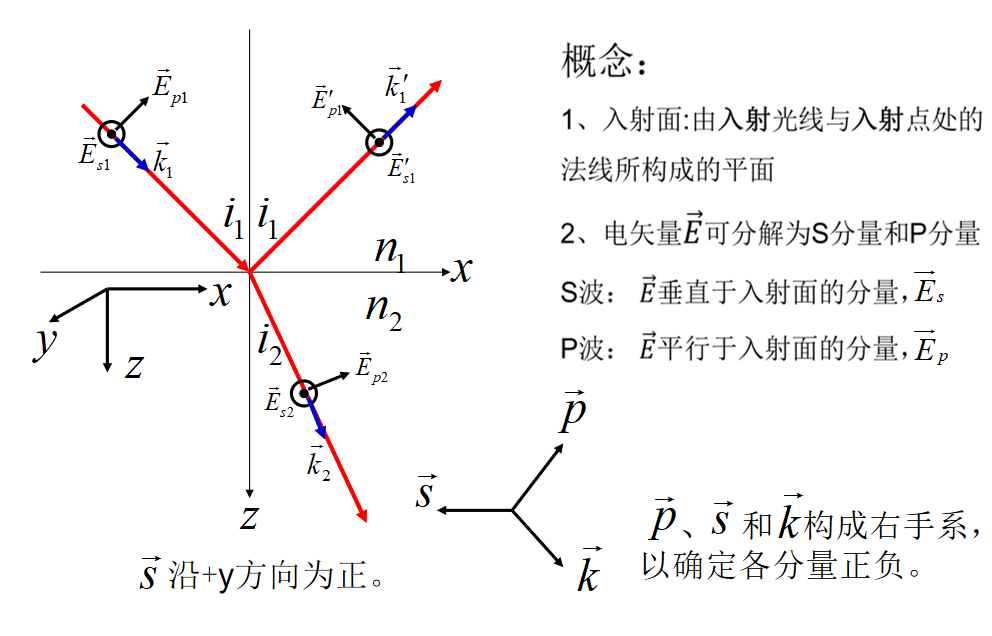 $\vec{E}_{p1}$
$\vec{E}_{s1}$
$\vec{k}_1$
$\vec{E}'_{p1}$
$\vec{k}'_1$
$\vec{E}'_{s1}$
$i_1$ $i_1$
$n_1$
$x$
$n_2$
$x$
$y$
$z$
$i_2$
$\vec{E}_{p2}$
$\vec{E}_{s2}$
$\vec{k}_2$
$z$
$\vec{s}$ 沿+y方向为正。
概念：
1、入射面:由入射光线与入射点处的
法线所构成的平面
2、电矢量$\vec{E}$可分解为S分量和P分量
S波： $\vec{E}$垂直于入射面的分量，$\vec{E}_s$
P波： $\vec{E}$平行于入射面的分量，$\vec{E}_p$
$\vec{p}$
$\vec{s}$
$\vec{k}$
$\vec{p}$、$\vec{s}$ 和$\vec{k}$构成右手系，
以确定各分量正负。